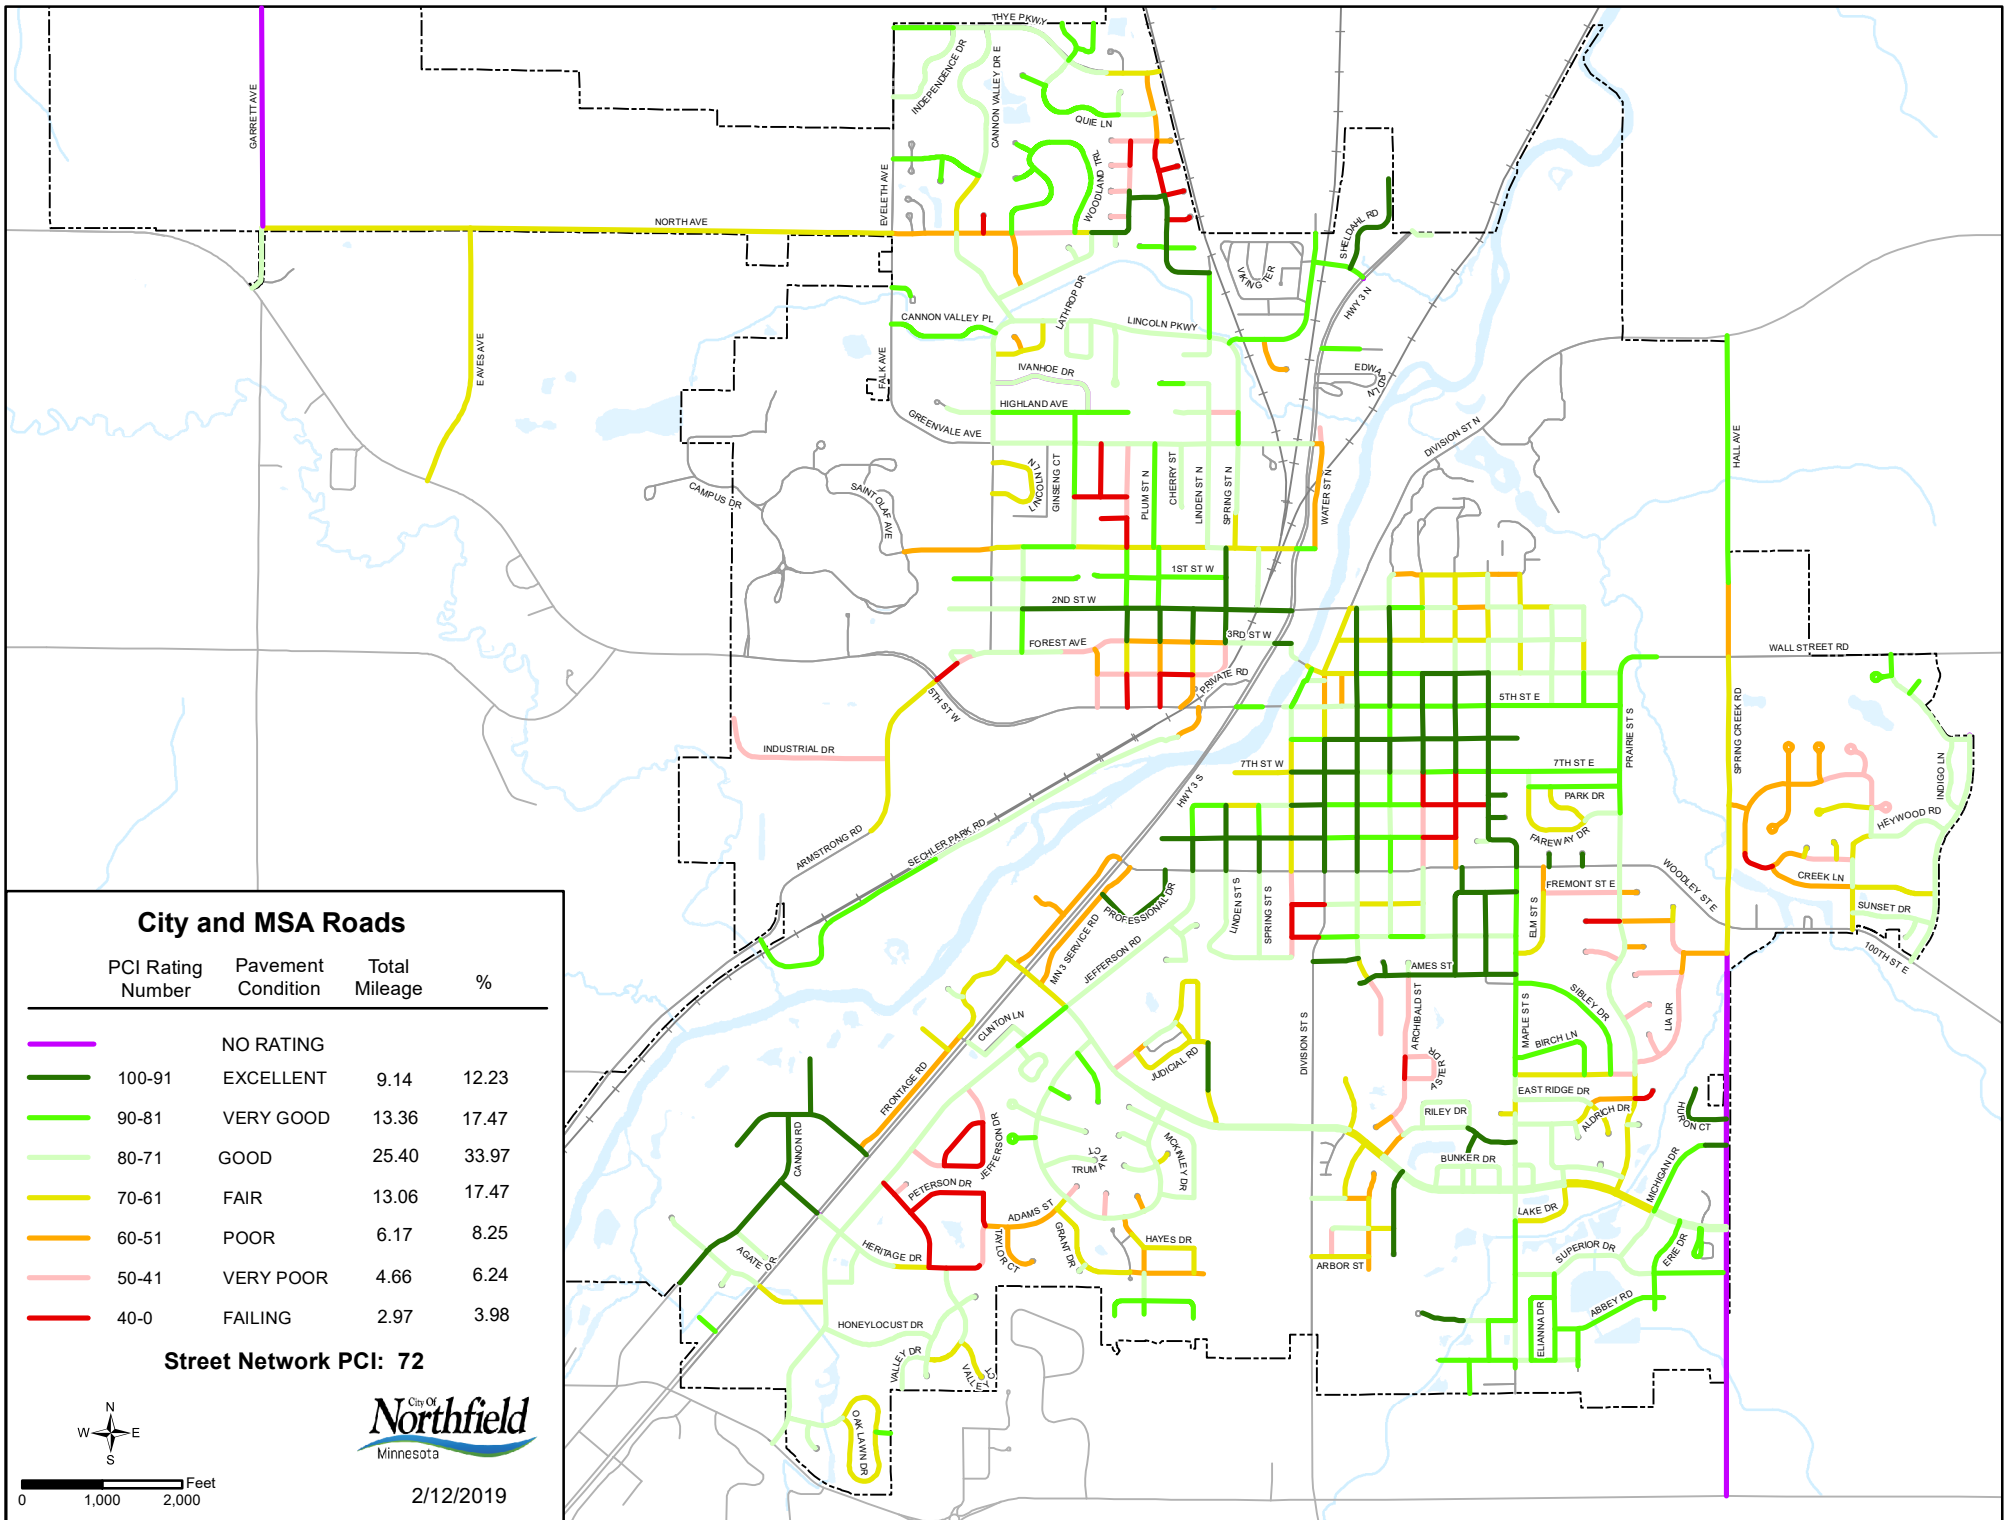 THYE PKWY
INDEPENDENCE DR
CANNON VALLEY DR E
GARRETT AVE
QUIE LN
WOODLAND TRL
EVELETH AVE
NORTH AVE
SHELDAHL RD
VIKING TER
HWY 3 N
LATHROP DR
CANNON VALLEY PL
LINCOLN PKWY
EAVES AVE
FALK AVE
IVANHOE DR
EDWARD LN
HIGHLAND AVE
GREENVALE AVE
DIVISION ST N
HALL AVE
LINCOLN LN
GINSENG CT
PLUM ST N
CHERRY ST
LINDEN ST N
SPRING ST N
WATER ST N
CAMPUS DR
SAINT OLAF AVE
1ST ST W
2ND ST W
3RD ST W
FOREST AVE
WALL STREET RD
PRIVATE RD
5TH ST W
5TH ST E
PRAIRIE ST S
SPRING CREEK RD
INDUSTRIAL DR
7TH ST W
7TH ST E
INDIGO LN
HWY 3 S
PARK DR
HEYWOOD RD
ARMSTRONG RD
SECHLER PARK RD
FAREWAY DR
WOODLEY ST E
CREEK LN
FREMONT ST E
PROFESSIONAL DR
LINDEN ST S
SPRING ST S
ELM ST S
SUNSET DR
MN 3 SERVICE RD
JEFFERSON RD
100TH ST E
AMES ST
CLINTON LN
ARCHIBALD ST
MAPLE ST S
SIBLEY DR
LIA DR
DIVISION ST S
BIRCH LN
JUDICIAL RD
ASTER DR
FRONTAGE RD
EAST RIDGE DR
RILEY DR
ALDRICH DR
HURON CT
CANNON RD
JEFFERSON DR
MCKINLEY DR
TRUMAN CT
BUNKER DR
MICHIGAN DR
PETERSON DR
ADAMS ST
LAKE DR
TAYLOR CT
GRANT DR
HAYES DR
HERITAGE DR
AGATE DR
SUPERIOR DR
ERIE DR
ARBOR ST
ABBEY RD
ELIANNA DR
HONEYLOCUST DR
VALLEY DR
VALLEY CT
OAK LAWN DR
City and MSA Roads
PCI Rating Number Pavement Condition Total Mileage %
NO RATING
100-91 EXCELLENT 9.14 12.23
90-81 VERY GOOD 13.36 17.47
80-71 GOOD 25.40 33.97
70-61 FAIR 13.06 17.47
60-51 POOR 6.17 8.25
50-41 VERY POOR 4.66 6.24
40-0 FAILING 2.97 3.98
Street Network PCI: 72
N
W E
S
City Of
Northfield
Minnesota
Feet
0 1,000 2,000
2/12/2019